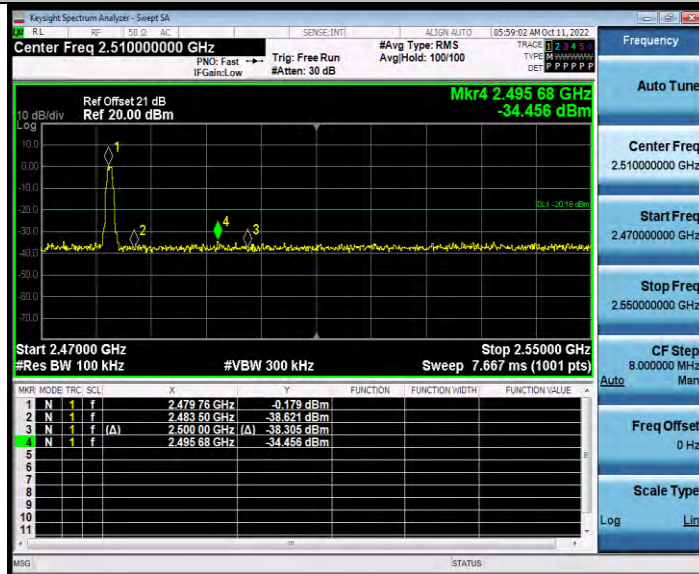 Keysight Spectrum Analyzer - Swept SA
RL RF 50 Ω AC SENSE:INT ALIGN AUTO 05:59:02 AM Oct 11, 2022
Center Freq 2.510000000 GHz #Avg Type: RMS TRACE 1 2 3 4 5 6
PNO: Fast Trig: Free Run Avg|Hold: 100/100 TYPE M WWWWW
IFGain:Low #Atten: 30 dB DET P P P P P P
Mkr4 2.495 68 GHz
-34.456 dBm
Ref Offset 21 dB
10 dB/div Ref 20.00 dBm
Log
10.0
0.00
-10.0
-20.0
-30.0
-40.0
-50.0
-60.0
-70.0
1
2
4
3
DL1 -20.18 dBm
Start 2.47000 GHz Stop 2.55000 GHz
#Res BW 100 kHz #VBW 300 kHz Sweep 7.667 ms (1001 pts)
MKR MODE TRC SCL X Y FUNCTION FUNCTION WIDTH FUNCTION VALUE
1 N 1 f 2.479 76 GHz -0.179 dBm
2 N 1 f 2.483 50 GHz -38.621 dBm
3 N 1 f (Δ) 2.500 00 GHz (Δ) -38.305 dBm
4 N 1 f 2.495 68 GHz -34.456 dBm
5
6
7
8
9
10
11
MSG STATUS
Frequency
Auto Tune
Center Freq
2.510000000 GHz
Start Freq
2.470000000 GHz
Stop Freq
2.550000000 GHz
CF Step
8.000000 MHz
Auto Man
Freq Offset
0 Hz
Scale Type
Log Lin